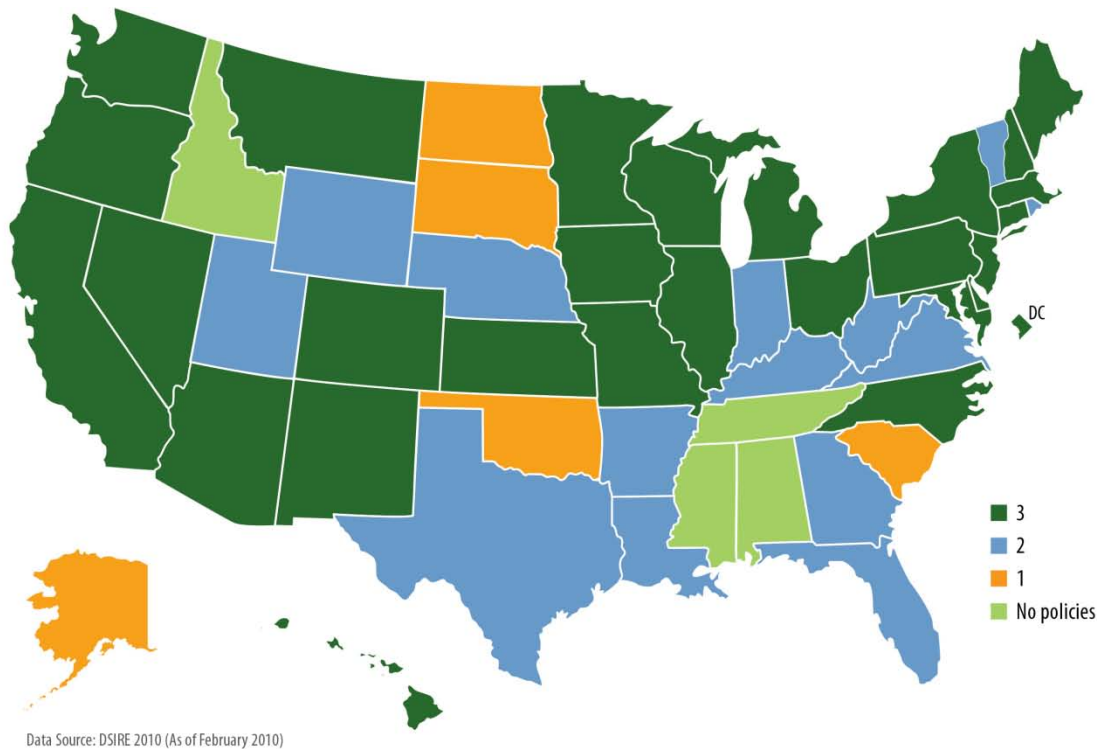 DC
3
2
1
No policies
Data Source: DSIRE 2010 (As of February 2010)